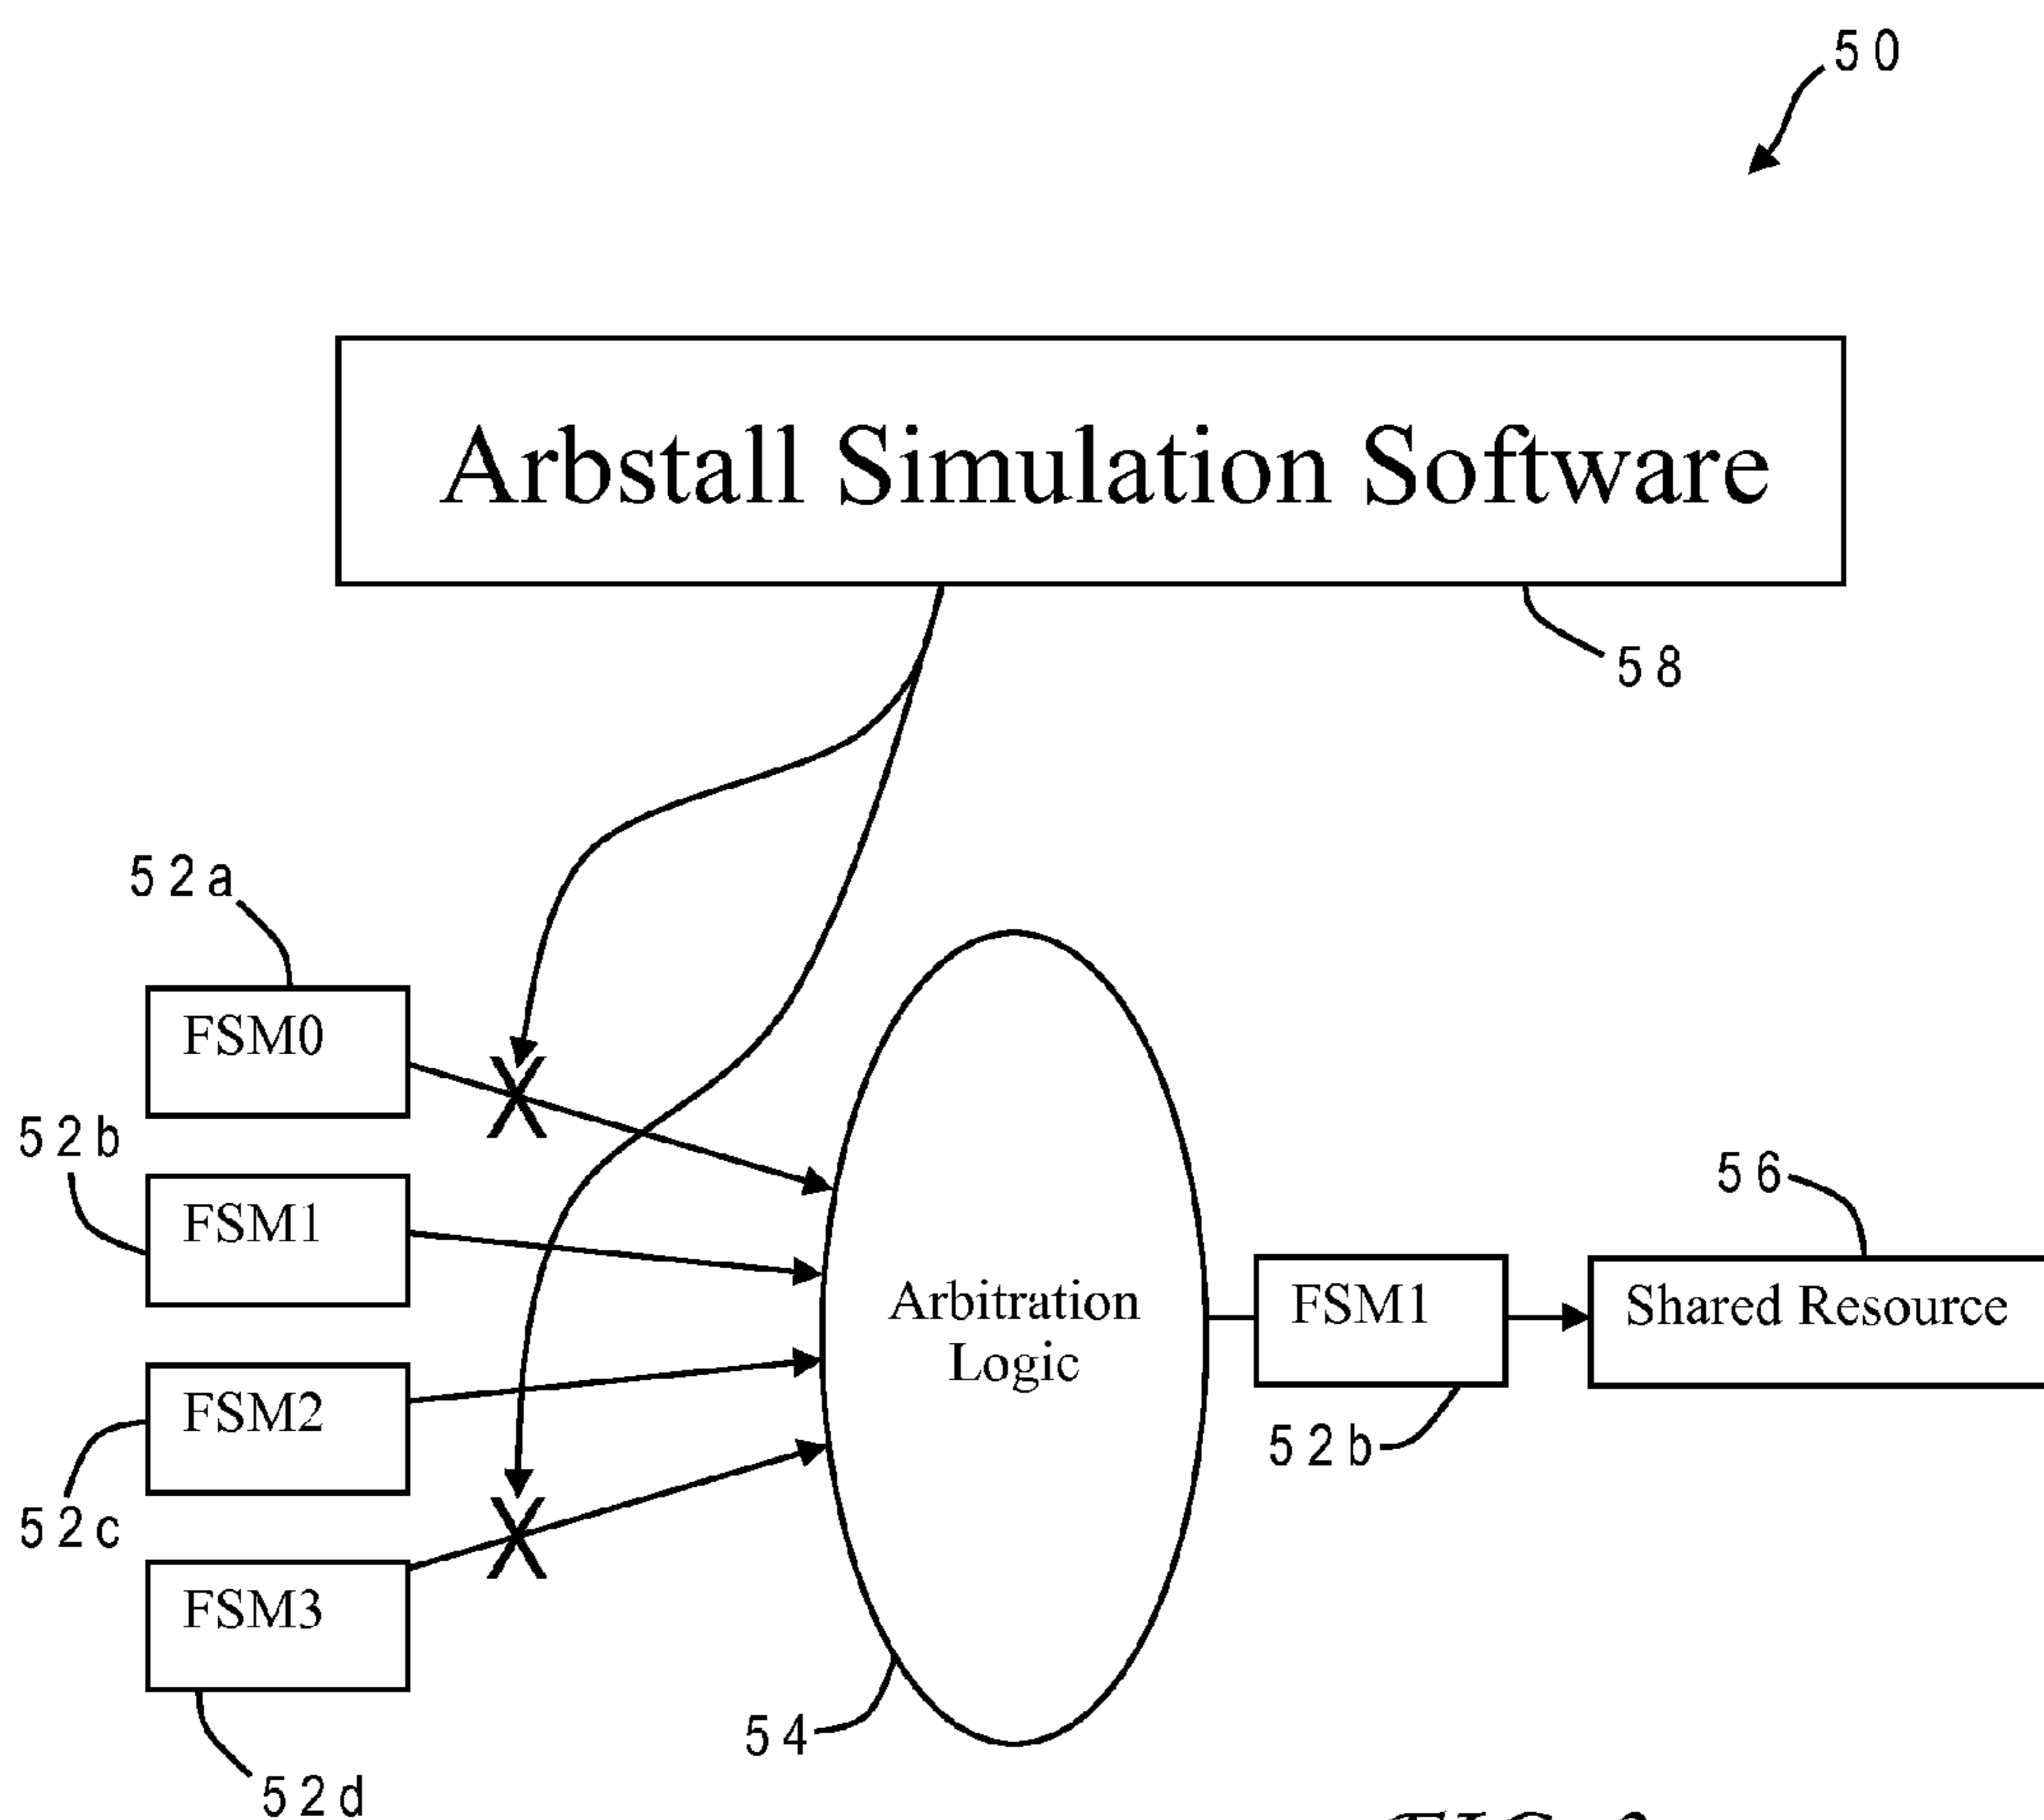 50
Arbstall Simulation Software
58
52a
FSM0
52b
FSM1
56
Arbitration
Logic
FSM1
Shared Resource
52b
FSM2
52c
FSM3
54
52d